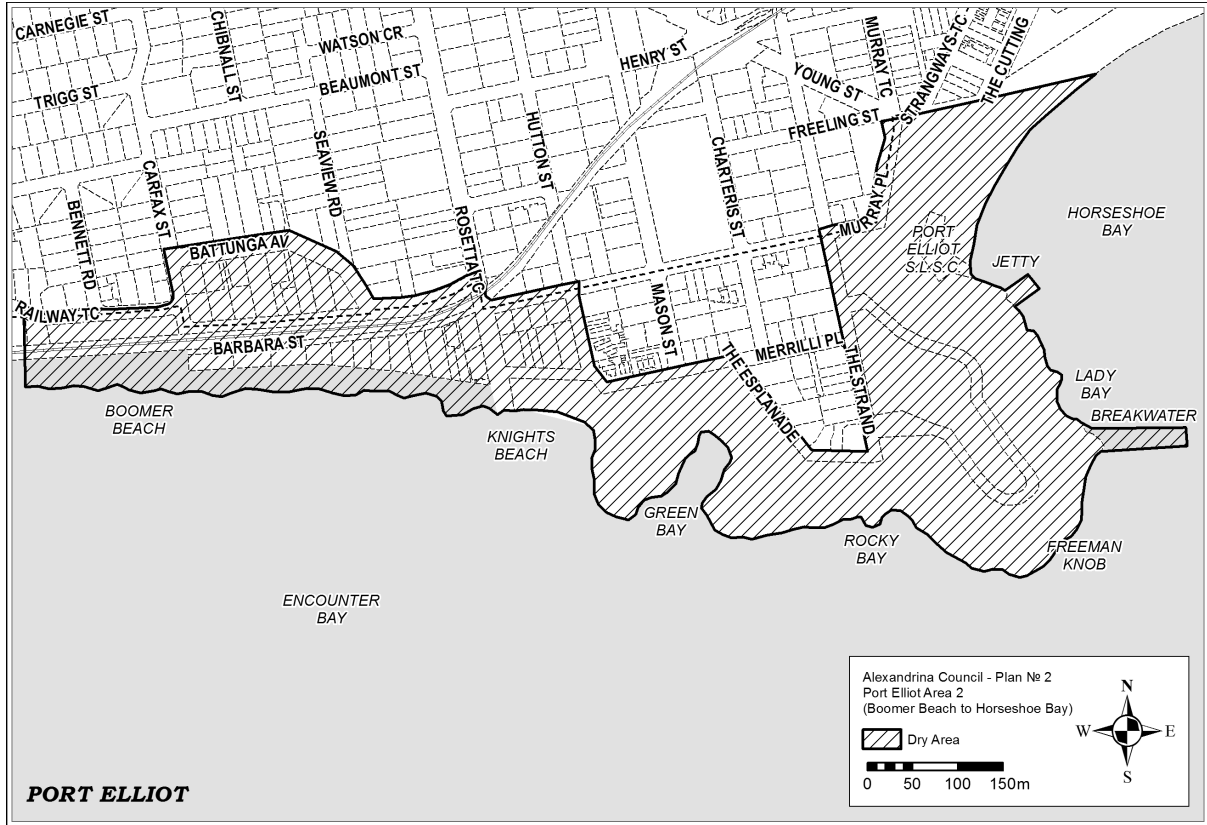 CARNEGIE ST
CHIBNALL ST
WATSON CR
BEAUMONT ST
TRIGG ST
HENRY ST
MURRAY TC
YOUNG ST
STRANGWAYS TC
THE CUTTING
FREELING ST
HUTTON ST
SEAVIEW RD
CHARTERIS ST
CARFAX ST
BENNETT RD
ROSETTA TC
MURRAY PL
BATTUNGA AV
HORSESHOE
BAY
PORT
ELLIOT
S.L.S.C.
JETTY
RAILWAY TC
BARBARA ST
MASON ST
MERRILLI PL
THE ESPLANADE
THE STRAND
LADY
BAY
BREAKWATER
BOOMER
BEACH
KNIGHTS
BEACH
GREEN
BAY
ROCKY
BAY
FREEMAN
KNOB
ENCOUNTER
BAY
Alexandrina Council - Plan № 2
Port Elliot Area 2
(Boomer Beach to Horseshoe Bay)
Dry Area
0 50 100 150m
N
W E
S
PORT ELLIOT